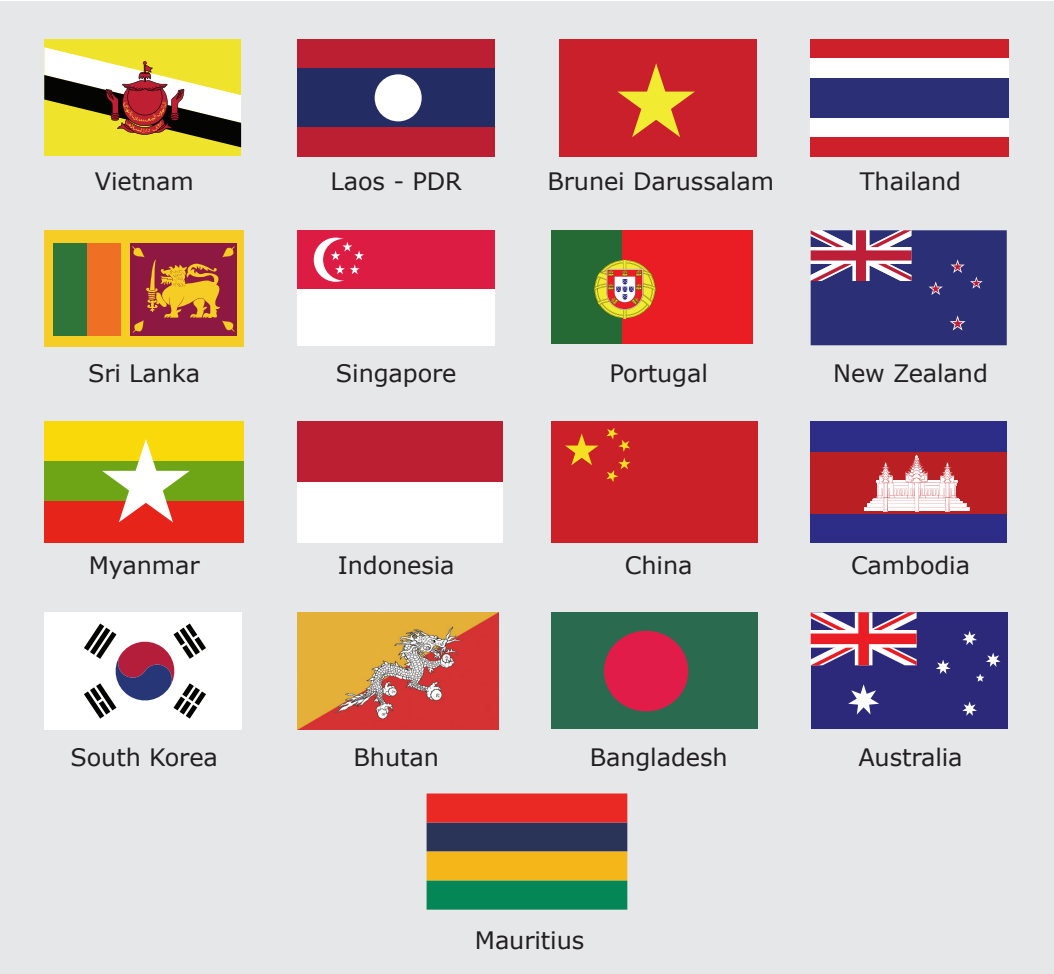 Vietnam
Laos - PDR
Brunei Darussalam
Thailand
Sri Lanka
Singapore
Portugal
New Zealand
Myanmar
Indonesia
China
Cambodia
South Korea
Bhutan
Bangladesh
Australia
Mauritius